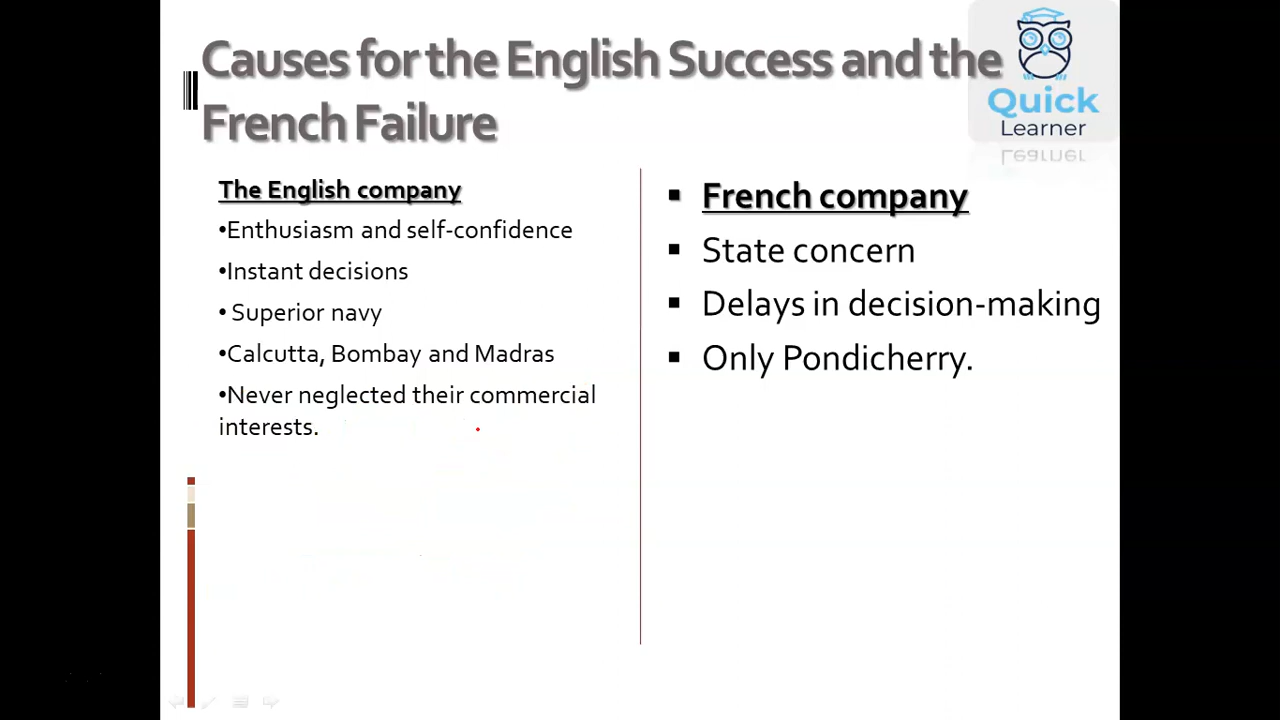 Causes for the English Success and the
French Failure
Quick
Learner
The English company
•Enthusiasm and self-confidence
•Instant decisions
• Superior navy
•Calcutta, Bombay and Madras
•Never neglected their commercial
interests.
▪ French company
▪ State concern
▪ Delays in decision-making
▪ Only Pondicherry.